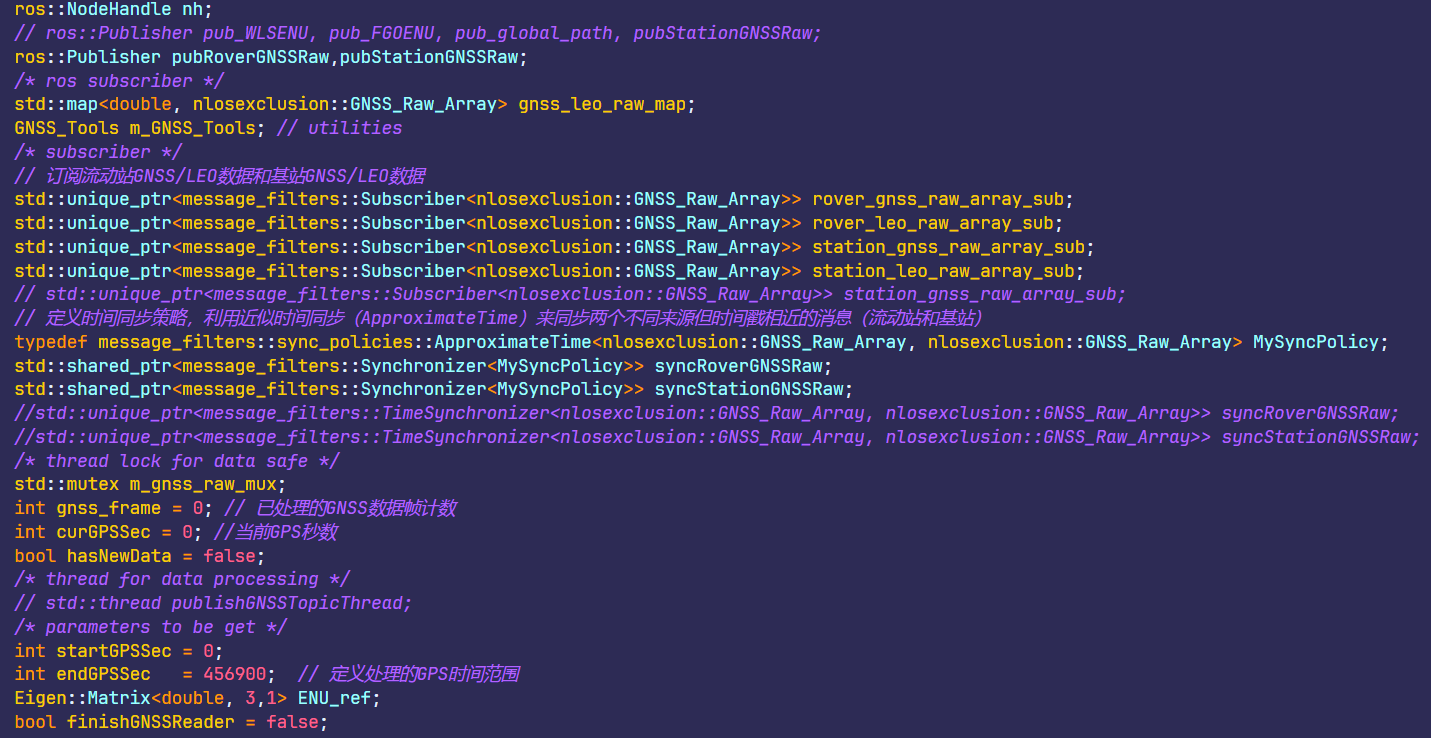 ros::NodeHandle nh;
// ros::Publisher pub_WLSENU, pub_FGOENU, pub_global_path, pubStationGNSSRaw;
ros::Publisher pubRoverGNSSRaw,pubStationGNSSRaw;
/* ros subscriber */
std::map<double, nlosexclusion::GNSS_Raw_Array> gnss_leo_raw_map;
GNSS_Tools m_GNSS_Tools; // utilities
/* subscriber */
// 订阅流动站GNSS/LEO数据和基站GNSS/LEO数据
std::unique_ptr<message_filters::Subscriber<nlosexclusion::GNSS_Raw_Array>> rover_gnss_raw_array_sub;
std::unique_ptr<message_filters::Subscriber<nlosexclusion::GNSS_Raw_Array>> rover_leo_raw_array_sub;
std::unique_ptr<message_filters::Subscriber<nlosexclusion::GNSS_Raw_Array>> station_gnss_raw_array_sub;
std::unique_ptr<message_filters::Subscriber<nlosexclusion::GNSS_Raw_Array>> station_leo_raw_array_sub;
// std::unique_ptr<message_filters::Subscriber<nlosexclusion::GNSS_Raw_Array>> station_gnss_raw_array_sub;
// 定义时间同步策略，利用近似时间同步（ApproximateTime）来同步两个不同来源但时间戳相近的消息（流动站和基站）
typedef message_filters::sync_policies::ApproximateTime<nlosexclusion::GNSS_Raw_Array, nlosexclusion::GNSS_Raw_Array> MySyncPolicy;
std::shared_ptr<message_filters::Synchronizer<MySyncPolicy>> syncRoverGNSSRaw;
std::shared_ptr<message_filters::Synchronizer<MySyncPolicy>> syncStationGNSSRaw;
//std::unique_ptr<message_filters::TimeSynchronizer<nlosexclusion::GNSS_Raw_Array, nlosexclusion::GNSS_Raw_Array>> syncRoverGNSSRaw;
//std::unique_ptr<message_filters::TimeSynchronizer<nlosexclusion::GNSS_Raw_Array, nlosexclusion::GNSS_Raw_Array>> syncStationGNSSRaw;
/* thread lock for data safe */
std::mutex m_gnss_raw_mux;
int gnss_frame = 0; // 已处理的GNSS数据帧计数
int curGPSSec = 0; //当前GPS秒数
bool hasNewData = false;
/* thread for data processing */
// std::thread publishGNSSTopicThread;
/* parameters to be get */
int startGPSSec = 0;
int endGPSSec   = 456900;  // 定义处理的GPS时间范围
Eigen::Matrix<double, 3,1> ENU_ref;
bool finishGNSSReader = false;